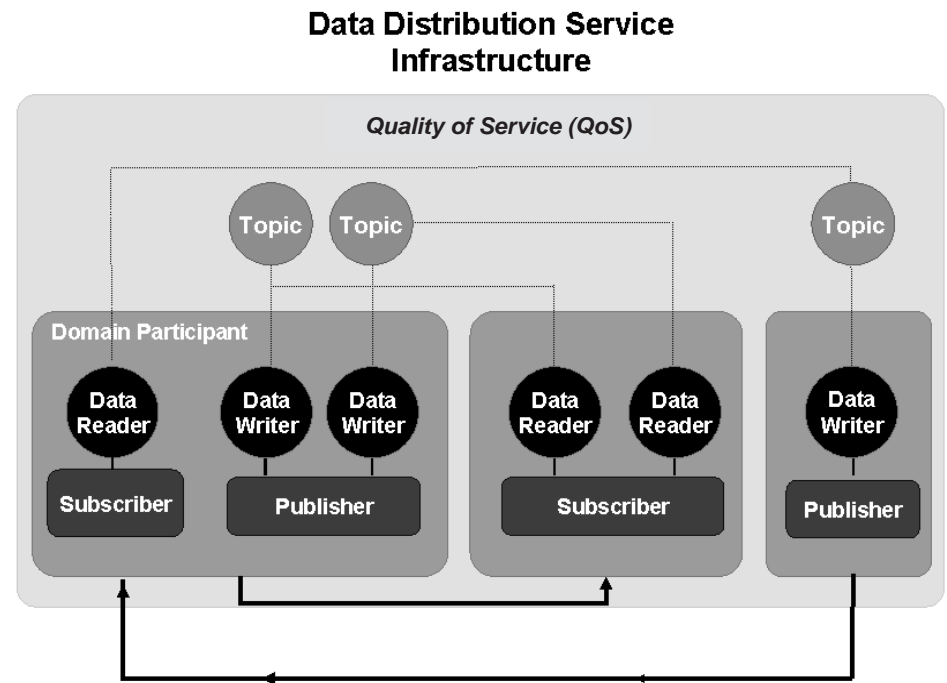 Data Distribution Service
Infrastructure
Quality of Service (QoS)
Topic
Topic
Topic
Domain Participant
Data
Reader
Data
Writer
Data
Writer
Data
Reader
Data
Reader
Data
Writer
Subscriber
Publisher
Subscriber
Publisher